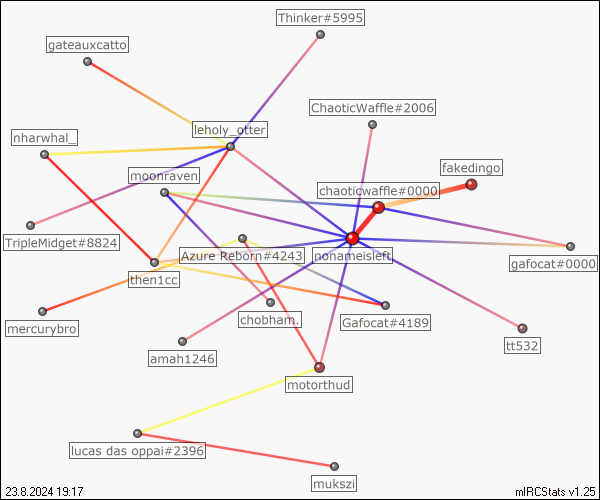 Thinker#5995
gateauxcatto
ChaoticWaffle#2006
leholy_otter
nharwhal_
fakedingo
moonraven
chaoticwaffle#0000
TripleMidget#8824
Azure Reborn#4243
nonameisleft
gafocat#0000
then1cc
chobham.
Gafocat#4189
mercurybro
tt532
amah1246
motorthud
lucas das oppai#2396
mukszi
23.8.2024 19:17
mIRCStats v1.25